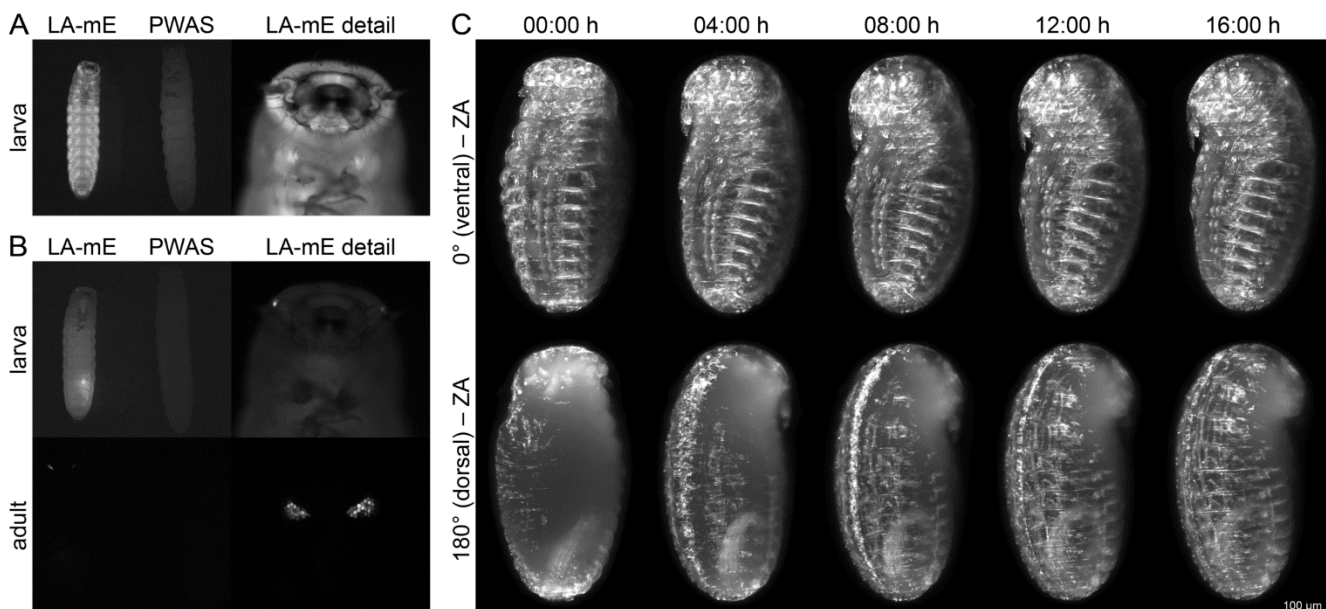 A
LA-mE PWAS LA-mE detail
larva
B
LA-mE PWAS LA-mE detail
larva
adult
C
00:00 h 04:00 h 08:00 h 12:00 h 16:00 h
0° (ventral) – ZA
180° (dorsal) – ZA
100 µm